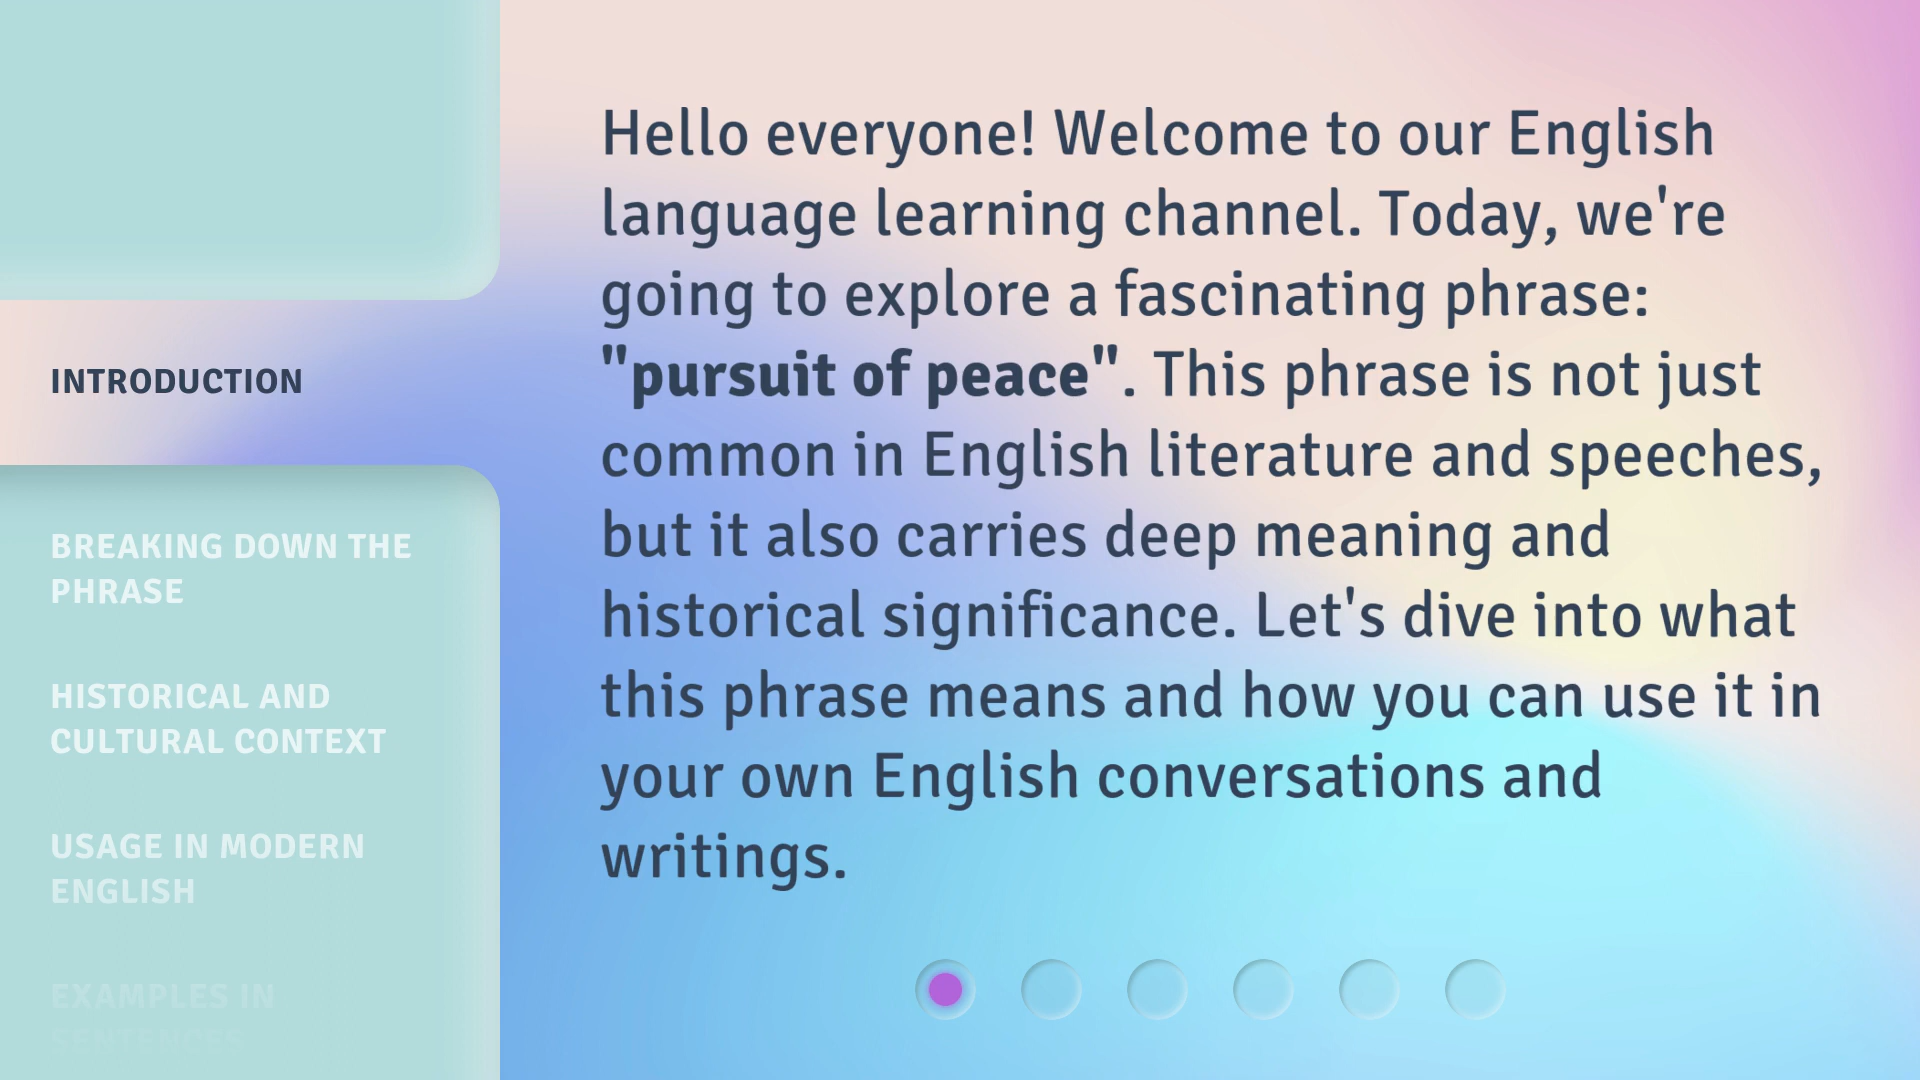 INTRODUCTION
BREAKING DOWN THE
PHRASE
HISTORICAL AND
CULTURAL CONTEXT
USAGE IN MODERN
ENGLISH
EXAMPLES IN
SENTENCES
Hello everyone! Welcome to our English
language learning channel. Today, we're
going to explore a fascinating phrase:
"pursuit of peace". This phrase is not just
common in English literature and speeches,
but it also carries deep meaning and
historical significance. Let's dive into what
this phrase means and how you can use it in
your own English conversations and
writings.